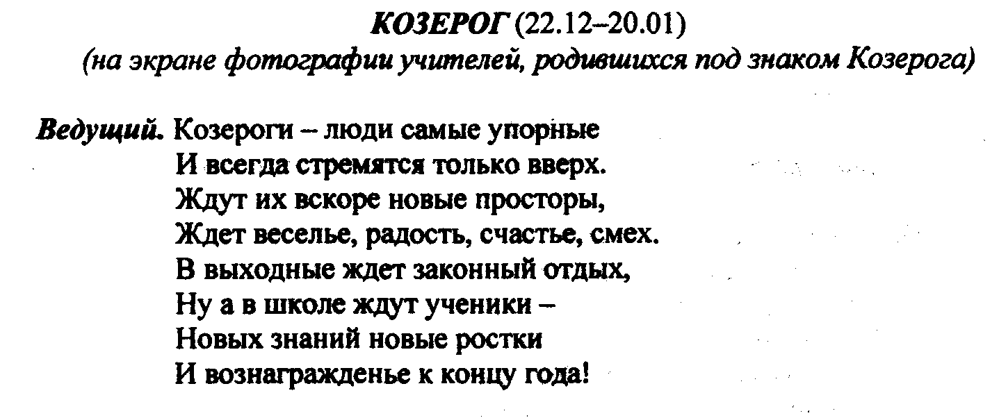 КОЗЕРОГ (22.12–20.01)
(на экране фотографии учителей, родившихся под знаком Козерога)
Ведущий. Козероги – люди самые упорные
И всегда стремятся только вверх.
Ждут их вскоре новые просторы,
Ждет веселье, радость, счастье, смех.
В выходные ждет законный отдых,
Ну а в школе ждут ученики –
Новых знаний новые ростки
И вознагражденье к концу года!